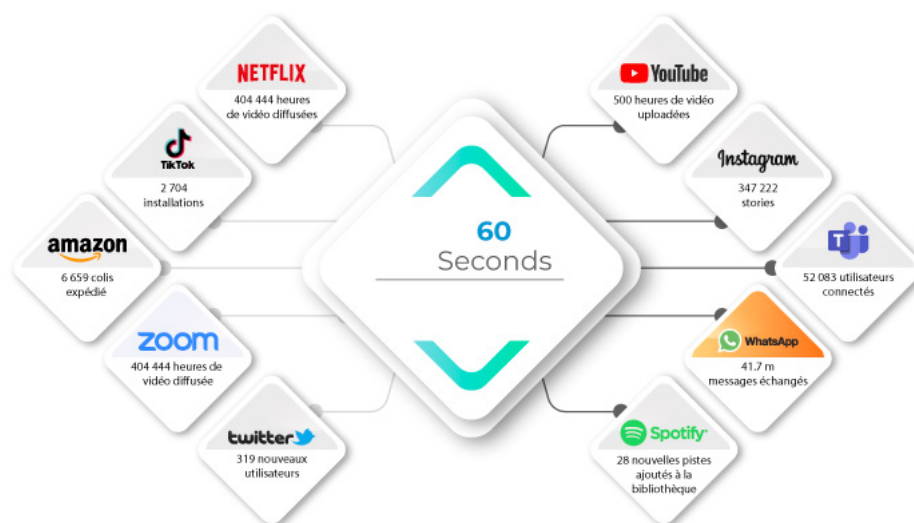 NETFLIX
404 444 heures
de vidéo diffusées
TikTok
2 704
installations
amazon
6 659 colis
expédié
zoom
404 444 heures de
vidéo diffusée
twitter
319 nouveaux
utilisateurs
60
Seconds
YouTube
500 heures de vidéo
uploadées
Instagram
347 222
stories
T
52 083 utilisateurs
connectés
WhatsApp
41.7 m
messages échangés
Spotify
28 nouvelles pistes
ajoutés à la
bibliothèque